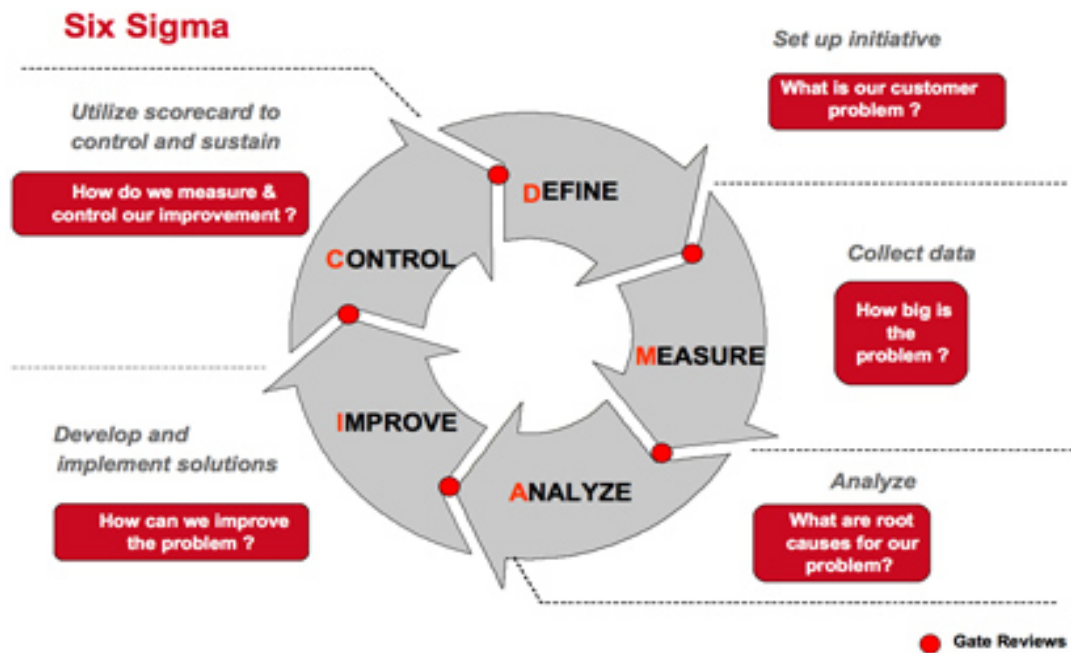 Six Sigma
Set up initiative
What is our customer
problem ?
Utilize scorecard to
control and sustain
How do we measure &
control our improvement ?
DEFINE
CONTROL
Collect data
How big is
the
problem ?
MEASURE
IMPROVE
Develop and
implement solutions
How can we improve
the problem ?
ANALYZE
Analyze
What are root
causes for our
problem?
Gate Reviews